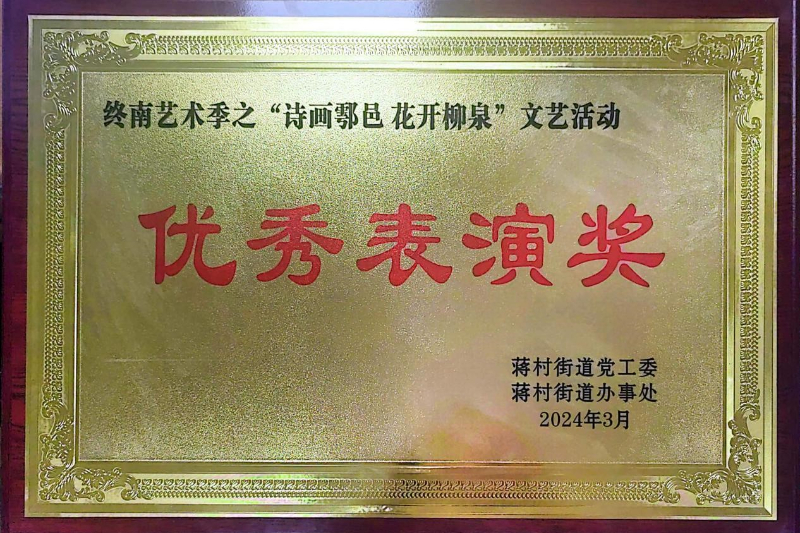 终南艺术季之“诗画鄠邑 花开柳泉”文艺活动
优秀表演奖
蒋村街道党工委
蒋村街道办事处
2024年3月